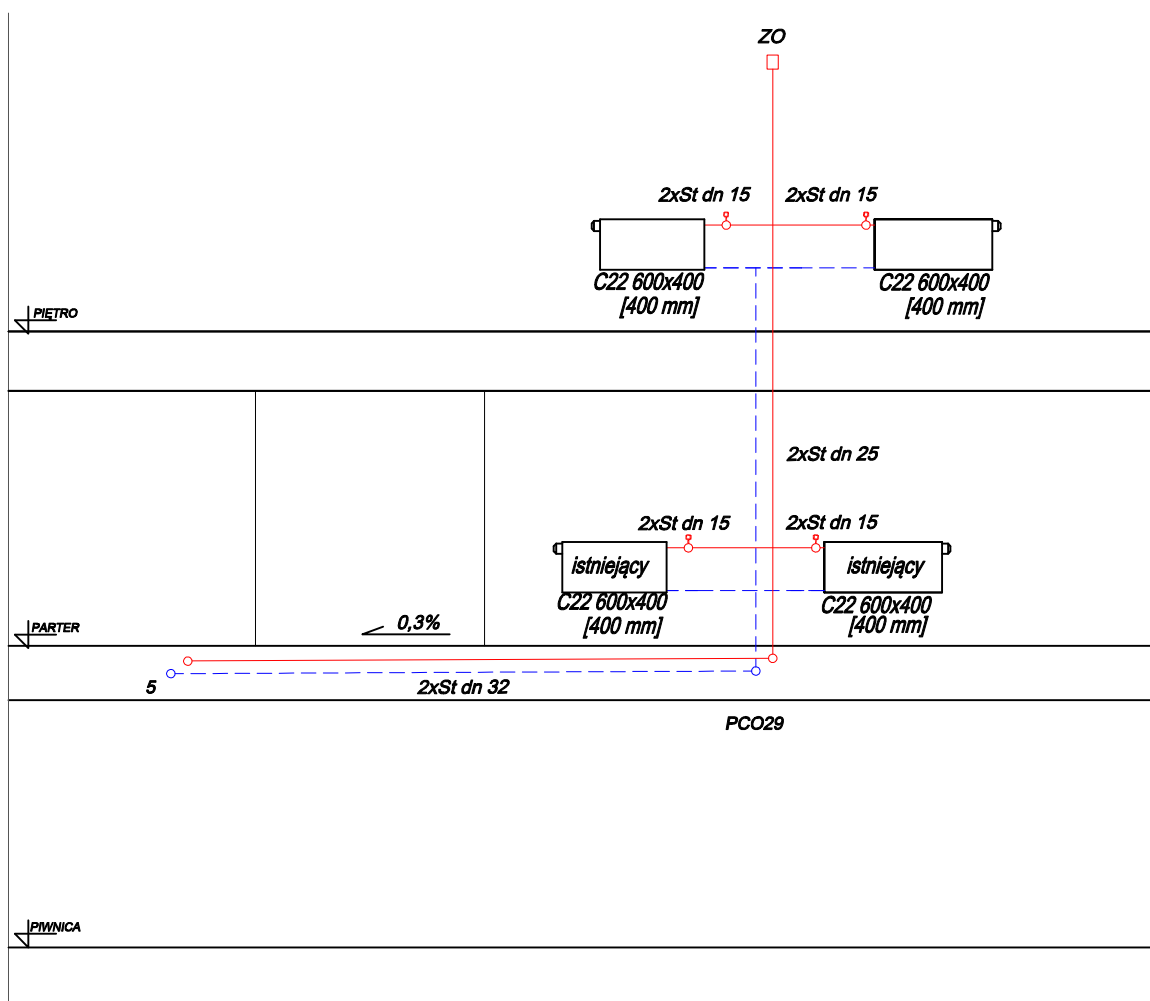 ZO
2xSt dn 15
2xSt dn 15
C22 600x400
[400 mm]
C22 600x400
[400 mm]
PIĘTRO
2xSt dn 25
2xSt dn 15
2xSt dn 15
istniejący
istniejący
C22 600x400
[400 mm]
C22 600x400
[400 mm]
PARTER
0,3%
5
2xSt dn 32
PCO29
PIWNICA